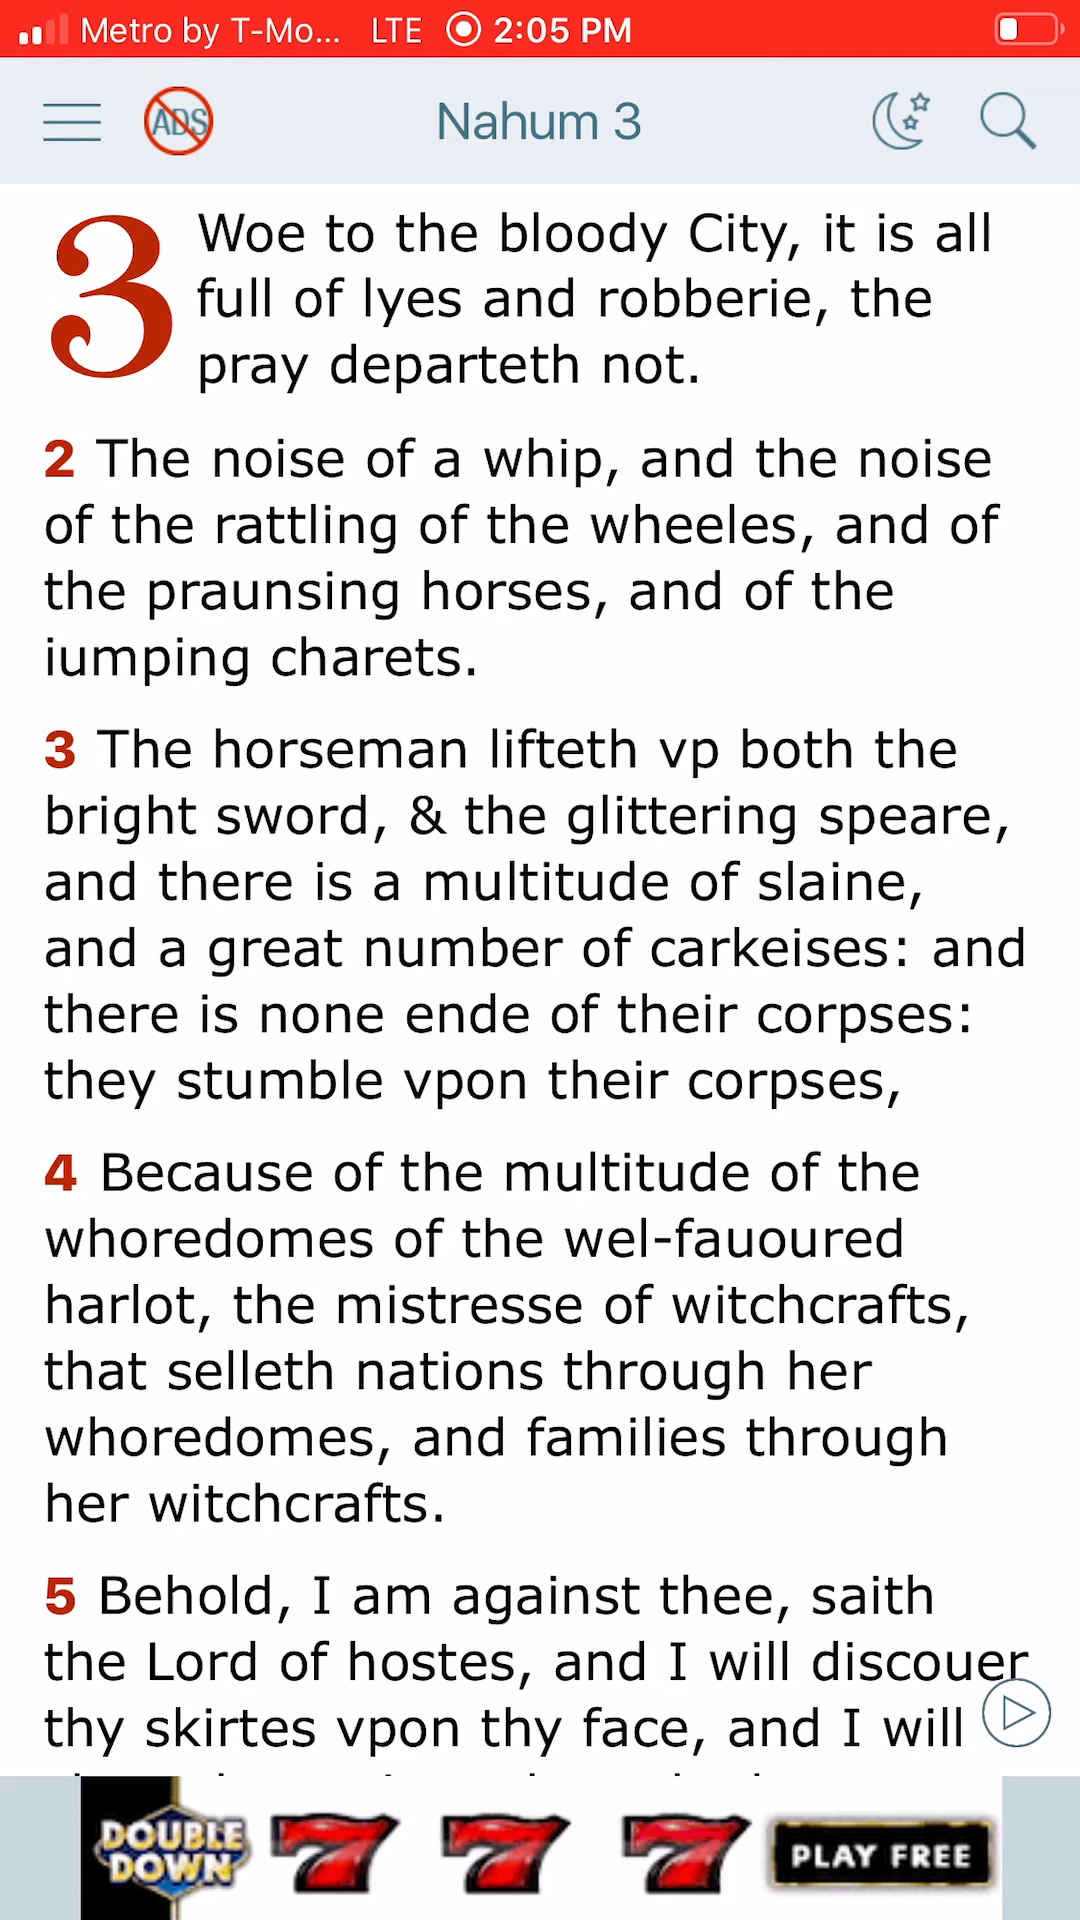 Metro by T-Mo... LTE 2:05 PM
ADS Nahum 3
3 Woe to the bloody City, it is all
full of lyes and robberie, the
pray departeth not.
2 The noise of a whip, and the noise
of the rattling of the wheeles, and of
the praunsing horses, and of the
iumping charets.
3 The horseman lifteth vp both the
bright sword, & the glittering speare,
and there is a multitude of slaine,
and a great number of carkeises: and
there is none ende of their corpses:
they stumble vpon their corpses,
4 Because of the multitude of the
whoredomes of the wel-fauoured
harlot, the mistresse of witchcrafts,
that selleth nations through her
whoredomes, and families through
her witchcrafts.
5 Behold, I am against thee, saith
the Lord of hostes, and I will discouer
thy skirtes vpon thy face, and I will
DOUBLE
DOWN
7 7 7
PLAY FREE